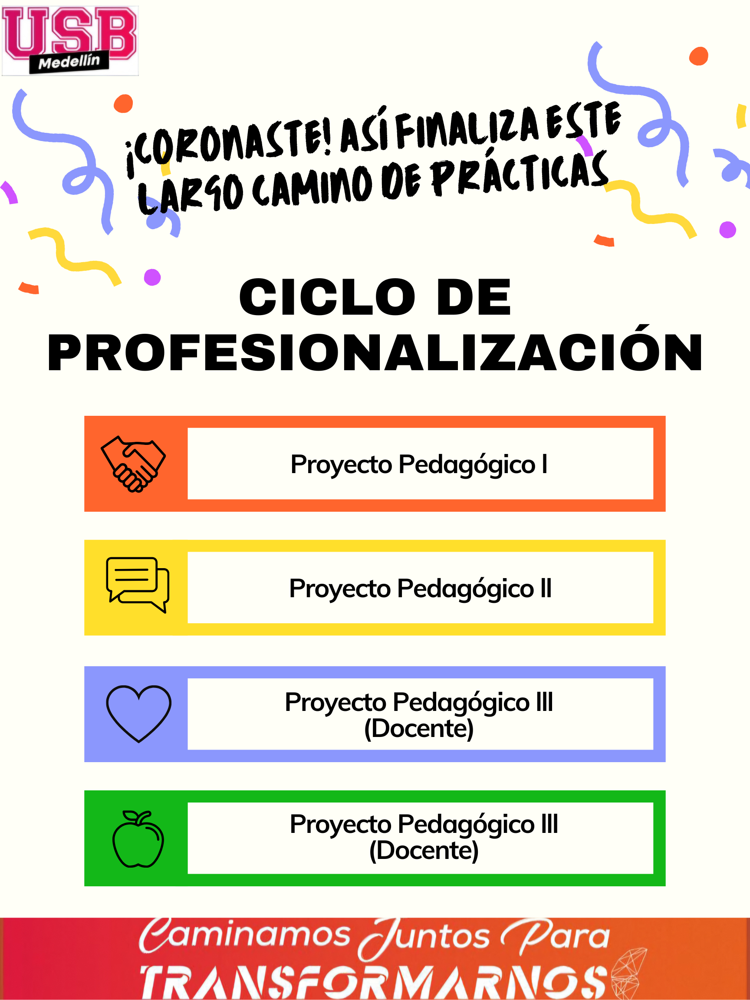 USB
Medellín
¡CORONASTE! ASÍ FINALIZA ESTE
LARGO CAMINO DE PRÁCTICAS
CICLO DE
PROFESIONALIZACIÓN
Proyecto Pedagógico I
Proyecto Pedagógico II
Proyecto Pedagógico III
(Docente)
Proyecto Pedagógico III
(Docente)
Caminamos Juntos Para
TRANSFORMARNOS